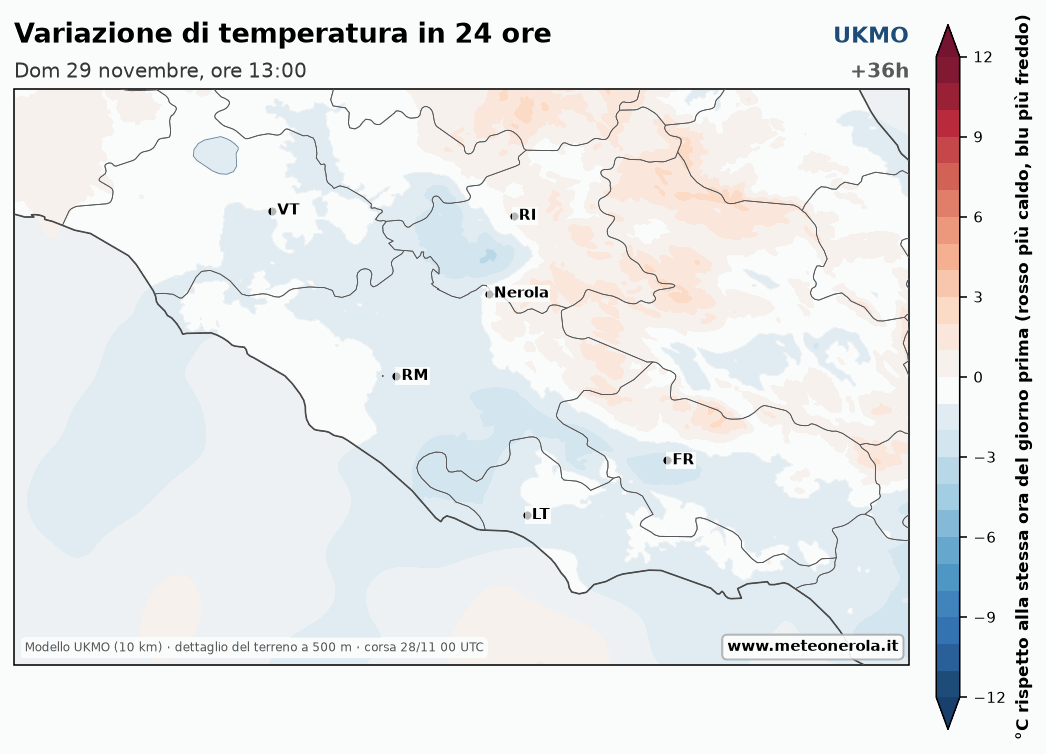 Variazione di temperatura in 24 ore
UKMO
Dom 29 novembre, ore 13:00
+36h
VT
RI
Nerola
RM
FR
LT
Modello UKMO (10 km) · dettaglio del terreno a 500 m · corsa 28/11 00 UTC
www.meteonerola.it
12
9
6
3
0
−3
−6
−9
−12
°C rispetto alla stessa ora del giorno prima (rosso più caldo, blu più freddo)